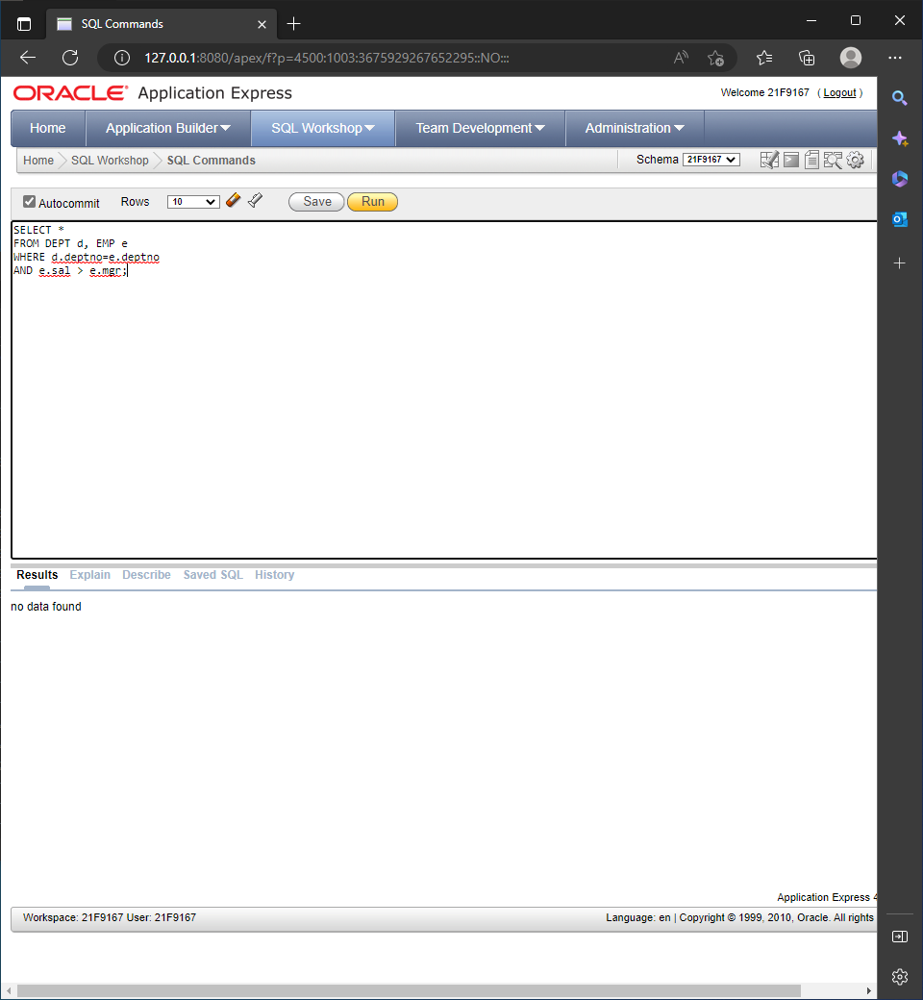 SQL Commands
127.0.0.1:8080/apex/f?p=4500:1003:3675929267652295::NO:::
ORACLE Application Express
Welcome 21F9167 ( Logout )
Home Application Builder SQL Workshop Team Development Administration
Home SQL Workshop SQL Commands Schema 21F9167
Autocommit Rows 10 Save Run
SELECT *
FROM DEPT d, EMP e
WHERE d.deptno=e.deptno
AND e.sal > e.mgr;
Results Explain Describe Saved SQL History
no data found
Application Express 4
Workspace: 21F9167 User: 21F9167 Language: en | Copyright © 1999, 2010, Oracle. All rights